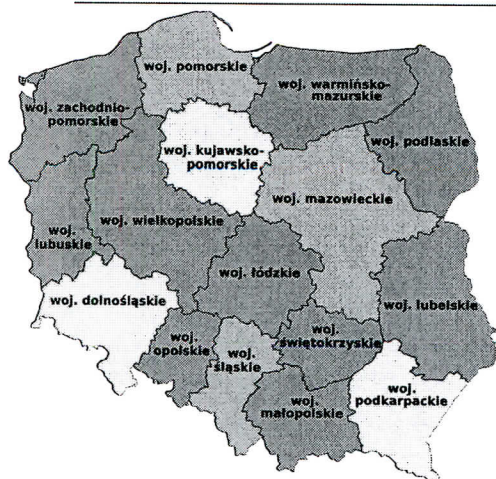 woj. pomorskie
woj. warmińsko-
mazurskie
woj. zachodnio-
pomorskie
woj. podlaskie
woj. kujawsko-
pomorskie
woj. mazowieckie
woj. wielkopolskie
woj.
lubuskie
woj. łódzkie
woj. dolnośląskie
woj. lubelskie
woj.
opolskie
woj.
śląskie
woj.
świętokrzyskie
woj.
małopolskie
woj.
podkarpackie